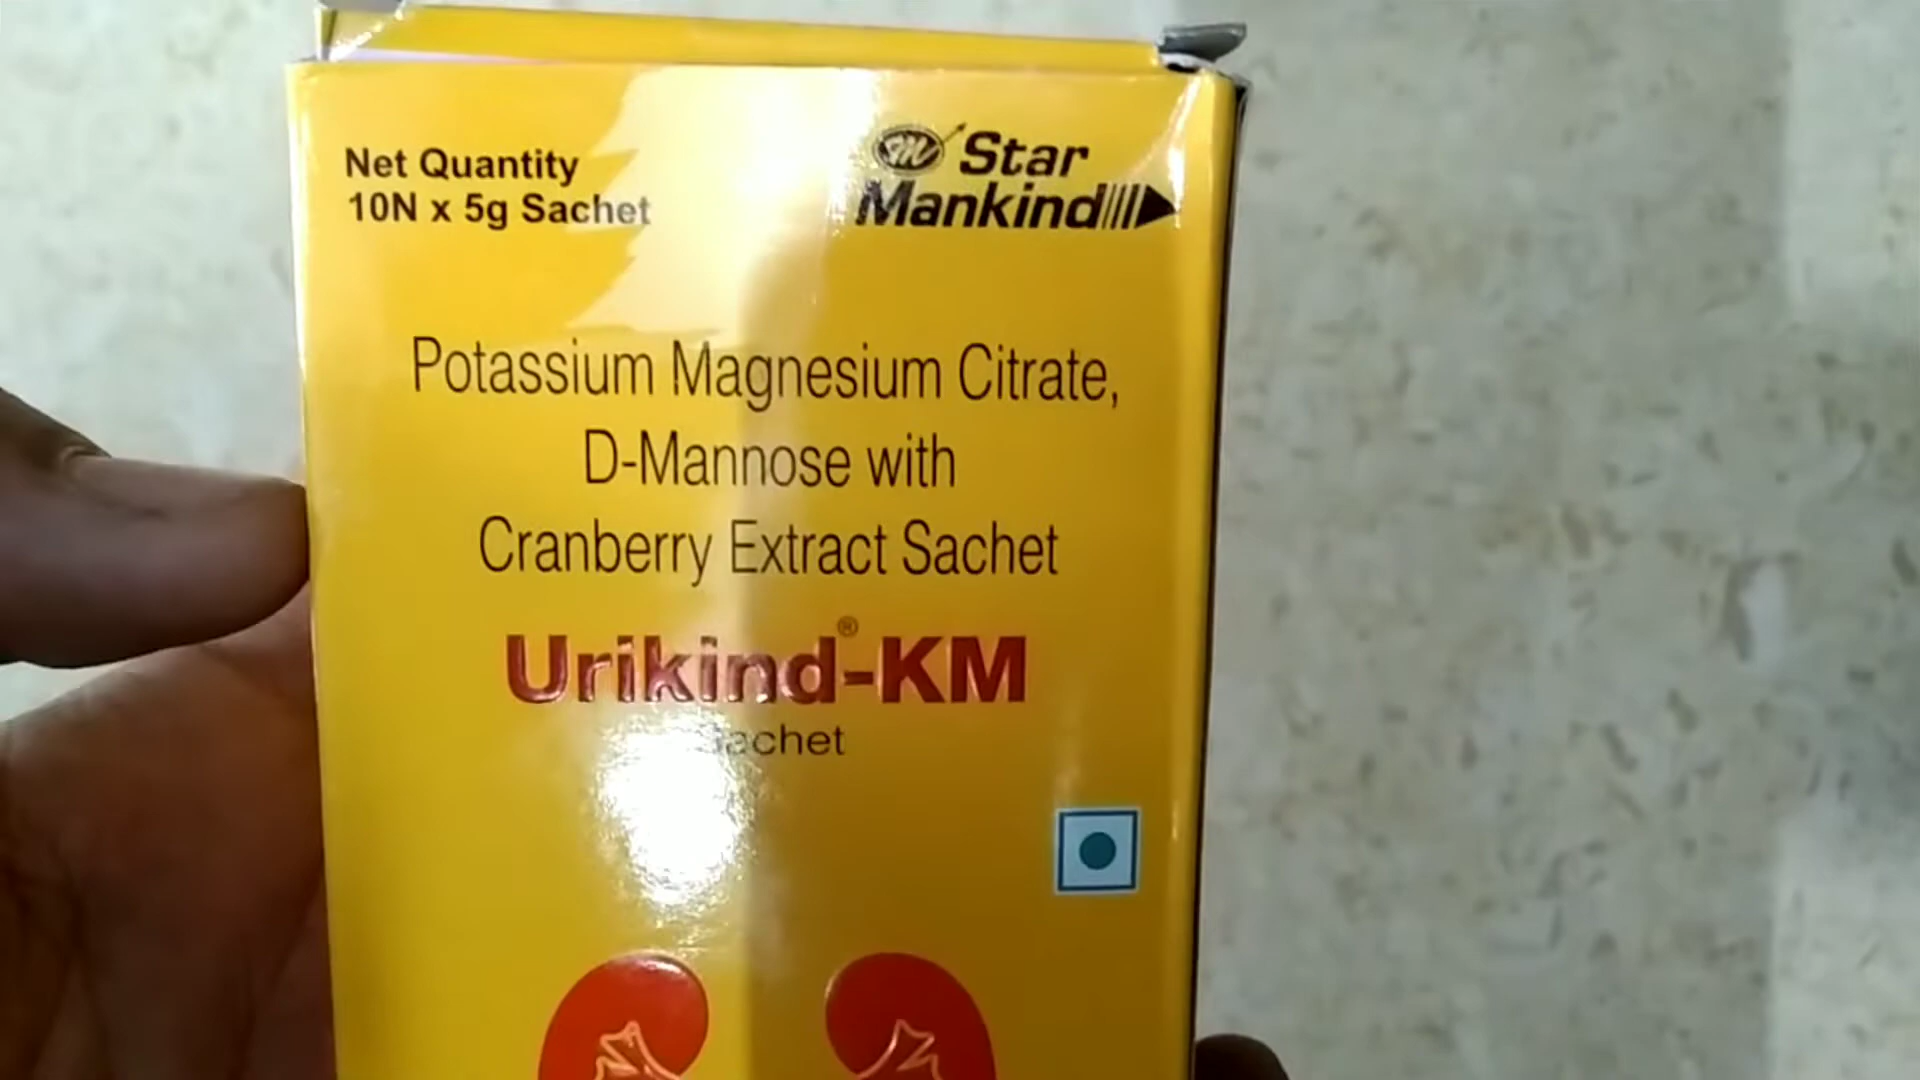 Net Quantity
10N x 5g Sachet
Star
Mankind
Potassium Magnesium Citrate,
D-Mannose with
Cranberry Extract Sachet
Urikind®-KM
Sachet